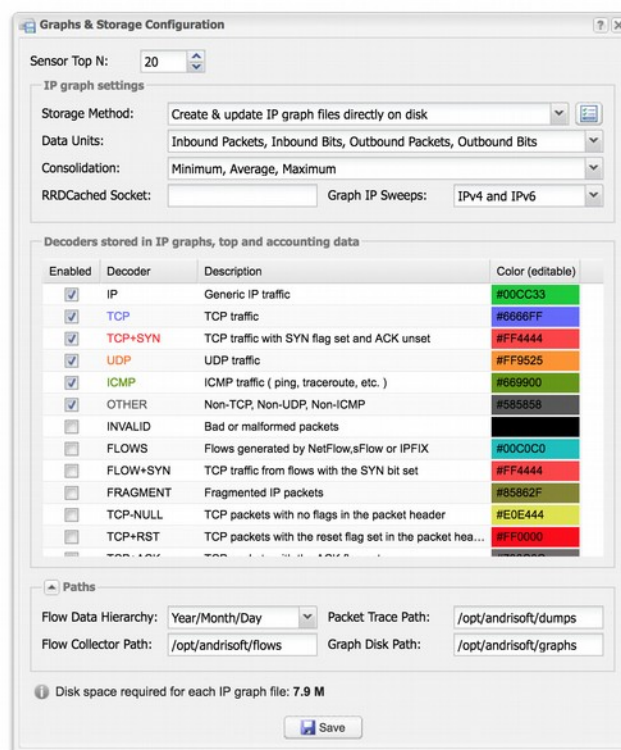 Graphs & Storage Configuration
Sensor Top N: 20
IP graph settings
Storage Method: Create & update IP graph files directly on disk
Data Units: Inbound Packets, Inbound Bits, Outbound Packets, Outbound Bits
Consolidation: Minimum, Average, Maximum
RRDCached Socket: Graph IP Sweeps: IPv4 and IPv6
Decoders stored in IP graphs, top and accounting data
Enabled Decoder Description Color (editable)
IP Generic IP traffic #00CC33
TCP TCP traffic #6666FF
TCP+SYN TCP traffic with SYN flag set and ACK unset #FF4444
UDP UDP traffic #FF9525
ICMP ICMP traffic ( ping, traceroute, etc. ) #669900
OTHER Non-TCP, Non-UDP, Non-ICMP #585858
INVALID Bad or malformed packets
FLOWS Flows generated by NetFlow,sFlow or IPFIX #00C0C0
FLOW+SYN TCP traffic from flows with the SYN bit set #FF4444
FRAGMENT Fragmented IP packets #85862F
TCP-NULL TCP packets with no flags in the packet header #E0E444
TCP+RST TCP packets with the reset flag set in the packet hea... #FF0000
Paths
Flow Data Hierarchy: Year/Month/Day Packet Trace Path: /opt/andrisoft/dumps
Flow Collector Path: /opt/andrisoft/flows Graph Disk Path: /opt/andrisoft/graphs
Disk space required for each IP graph file: 7.9 M
Save